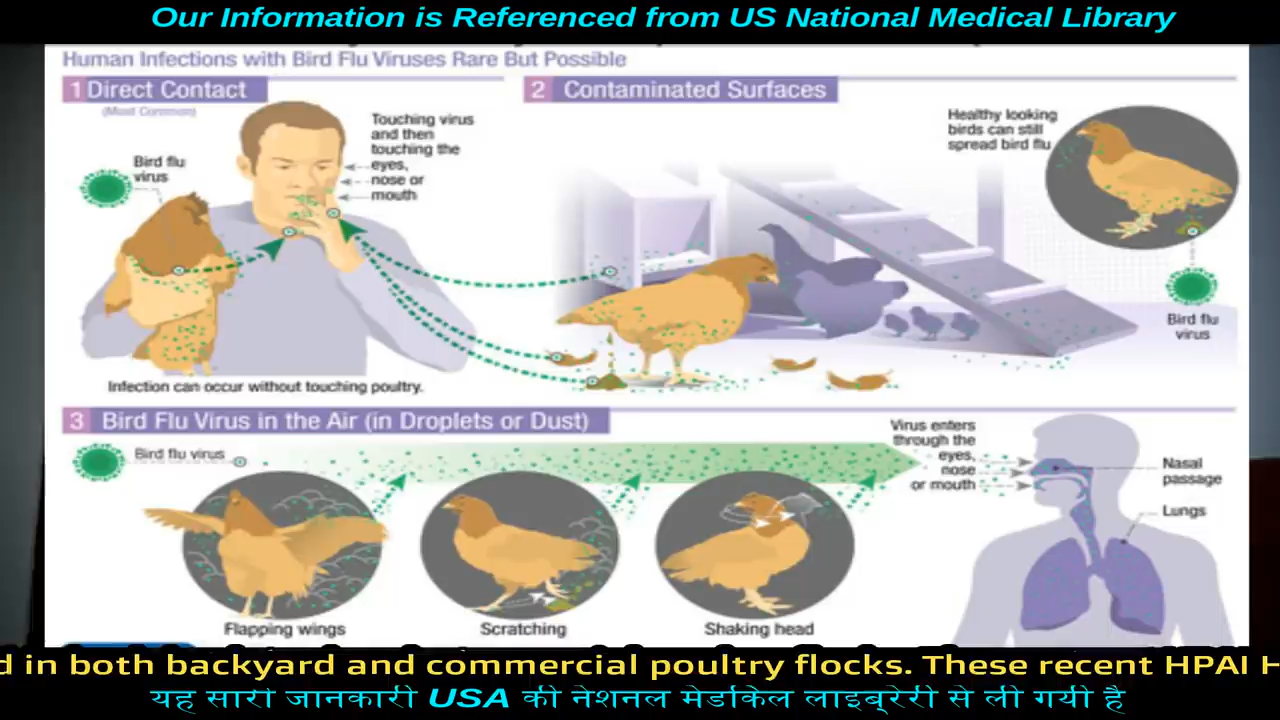 Our Information is Referenced from US National Medical Library
Human Infections with Bird Flu Viruses Rare But Possible
1 Direct Contact
(Most Common)
Bird flu
virus
Touching virus
and then
touching the
eyes,
nose or
mouth
Infection can occur without touching poultry.
2 Contaminated Surfaces
Healthy looking
birds can still
spread bird flu
Bird flu
virus
3 Bird Flu Virus in the Air (in Droplets or Dust)
Bird flu virus
Flapping wings
Scratching
Shaking head
Virus enters
through the
eyes,
nose
or mouth
Nasal
passage
Lungs
d in both backyard and commercial poultry flocks. These recent HPAI H
यह सारी जानकारी USA की नेशनल मेडिकल लाइब्रेरी से ली गयी है